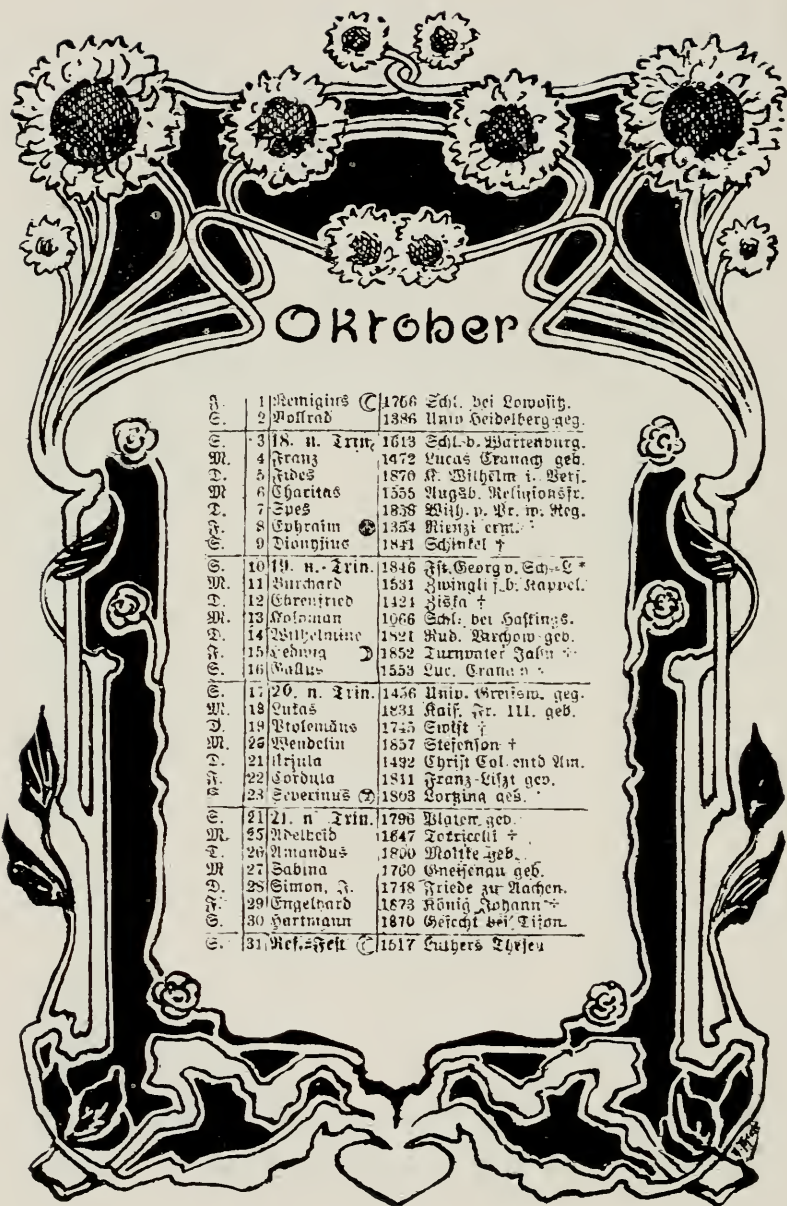 Oktober
F. 1 Remigius 1756 Schl. bei Lowositz.
S. 2 Vollrad 1386 Univ Heidelberg geg.
S. 3 18. n. Trin. 1813 Schl. b. Wartenburg.
M. 4 Franz 1472 Lucas Cranach geb.
D. 5 Fides 1870 K. Wilhelm i. Vers.
M 6 Charitas 1555 Augsb. Religionsfr.
D. 7 Spes 1858 Wilh. v. Pr. w. Reg.
F. 8 Ephraim 1354 Rienzi erm.
S. 9 Dionysius 1841 Schinkel †
S. 10 19. n. Trin. 1846 Fst. Georg v. Sch.-L *
M. 11 Burchard 1531 Zwingli f. b. Kappel.
D. 12 Ehrenfried 1424 Ziska †
M. 13 Koloman 1066 Schl. bei Hastings.
D. 14 Wilhelmine 1821 Rud. Virchow geb.
F. 15 Hedwig 1852 Turnvater Jahn †
S. 16 Gallus 1553 Luc. Cranach †
S. 17 20. n. Trin. 1456 Univ. Greifsw. geg.
M. 18 Lukas 1831 Kais. Fr. III. geb.
D. 19 Ptolemäus 1745 Swift †
M. 20 Wendelin 1857 Stefenson †
D. 21 Ursula 1492 Christ Col. entd Am.
F. 22 Cordula 1811 Franz Liszt geb.
S 23 Severinus 1803 Lortzing geb.
S. 24 21. n Trin. 1796 Platen geb.
M. 25 Adelheid 1647 Torricelli †
D. 26 Amandus 1800 Moltke geb.
M 27 Sabina 1760 Gneisenau geb.
D. 28 Simon, J. 1748 Friede zu Aachen.
F. 29 Engelhard 1873 König Johann †
S. 30 Hartmann 1870 Gefecht bei Dijon.
S. 31 Ref.-Fest 1517 Luthers Thesen